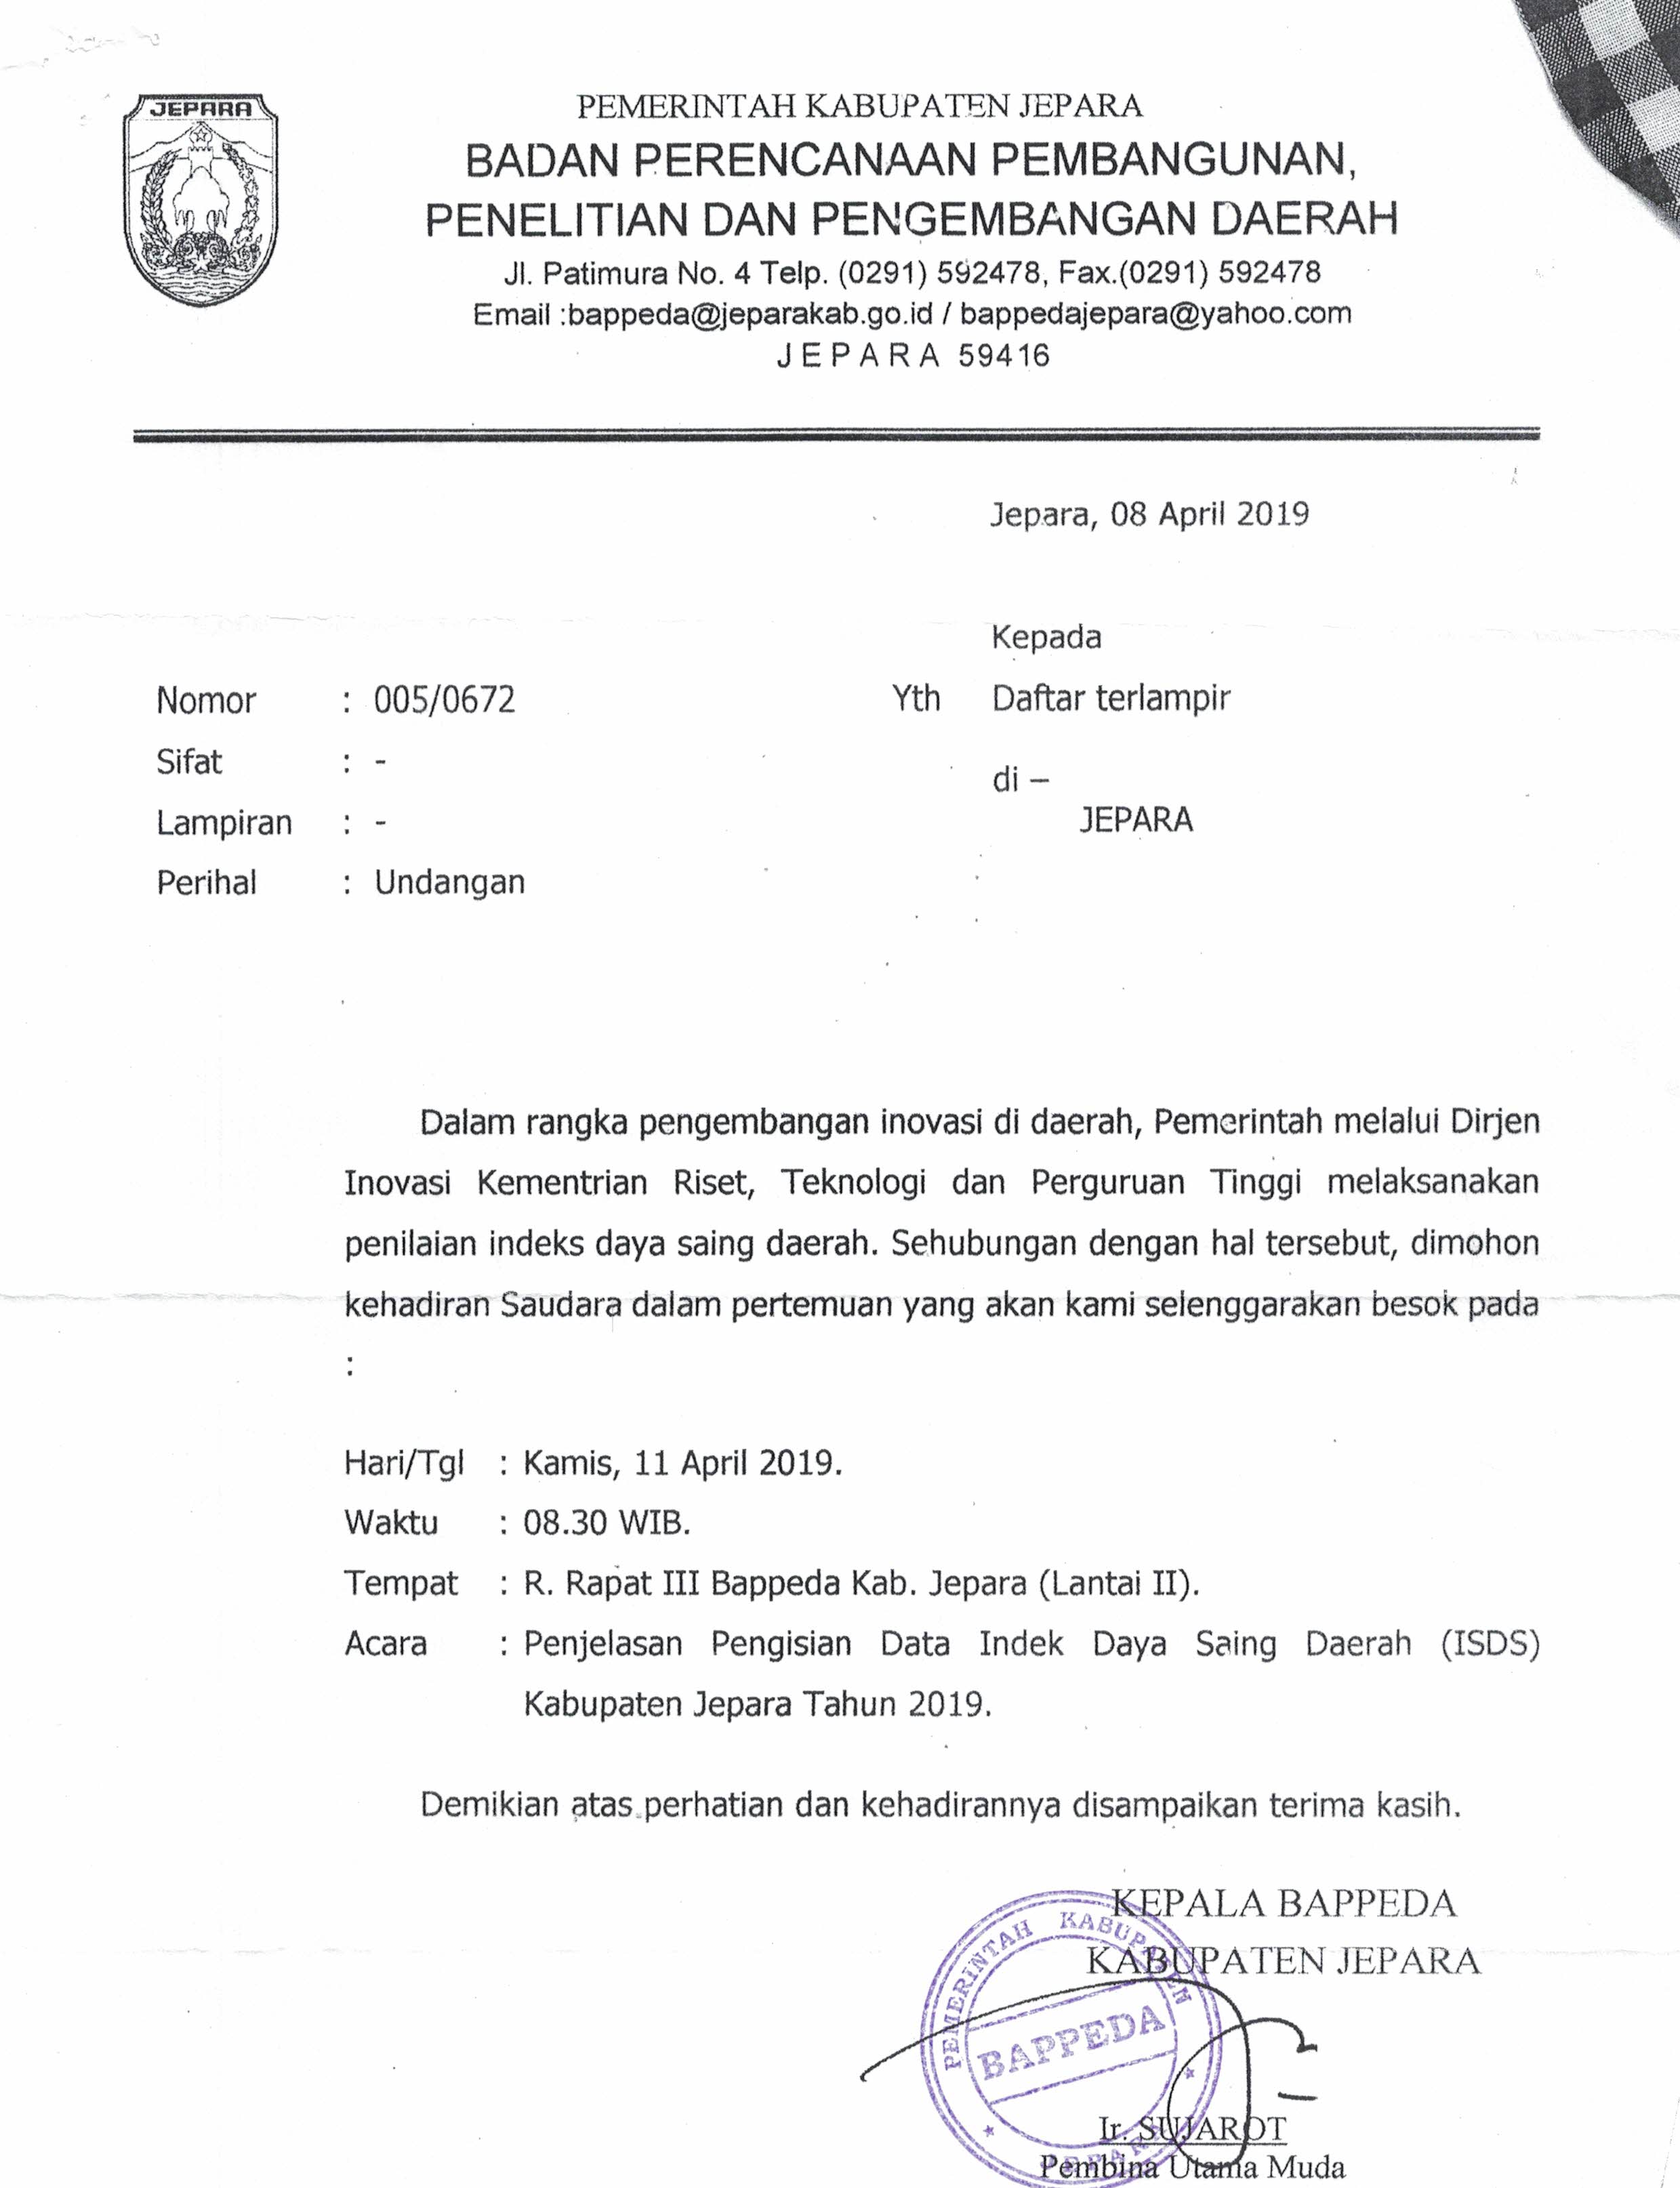 JEPARA
PEMERINTAH KABUPATEN JEPARA
BADAN PERENCANAAN PEMBANGUNAN,
PENELITIAN DAN PENGEMBANGAN DAERAH
Jl. Patimura No. 4 Telp. (0291) 592478, Fax.(0291) 592478
Email :bappeda@jeparakab.go.id / bappedajepara@yahoo.com
J E P A R A 59416
Jepara, 08 April 2019
Kepada
Nomor : 005/0672 Yth Daftar terlampir
Sifat : -
di –
Lampiran : - JEPARA
Perihal : Undangan
Dalam rangka pengembangan inovasi di daerah, Pemerintah melalui Dirjen
Inovasi Kementrian Riset, Teknologi dan Perguruan Tinggi melaksanakan
penilaian indeks daya saing daerah. Sehubungan dengan hal tersebut, dimohon
kehadiran Saudara dalam pertemuan yang akan kami selenggarakan besok pada
:
Hari/Tgl : Kamis, 11 April 2019.
Waktu : 08.30 WIB.
Tempat : R. Rapat III Bappeda Kab. Jepara (Lantai II).
Acara : Penjelasan Pengisian Data Indek Daya Saing Daerah (ISDS)
Kabupaten Jepara Tahun 2019.
Demikian atas perhatian dan kehadirannya disampaikan terima kasih.
KEPALA BAPPEDA
KABUPATEN JEPARA
PEMERINTAH KABUPATEN
BAPPEDA
JEPARA
Ir. SUJAROT
Pembina Utama Muda